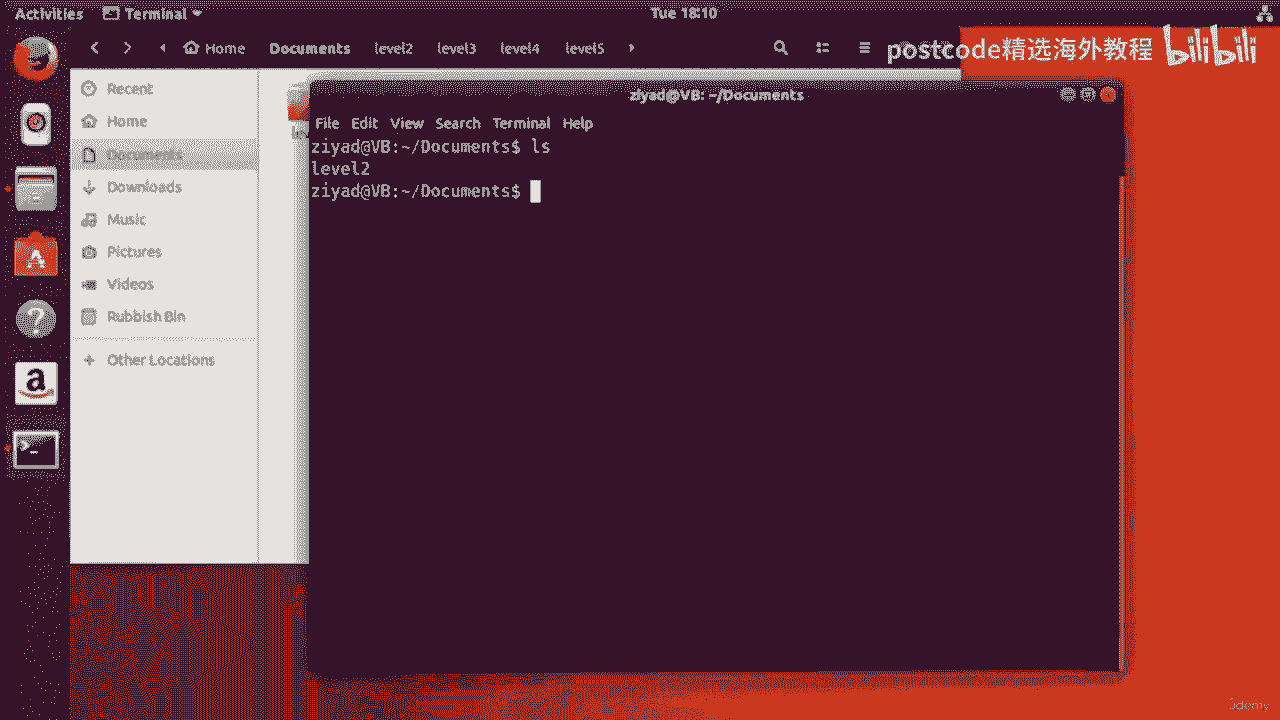 Activities Terminal Tue 18:10
Home Documents level2 level3 level4 level5
postcode精选海外教程 bilibili
Recent
Home
Documents
Downloads
Music
Pictures
Videos
Rubbish Bin
Other Locations
ziyad@VB: ~/Documents
File Edit View Search Terminal Help
ziyad@VB:~/Documents$ ls
level2
ziyad@VB:~/Documents$
Udemy